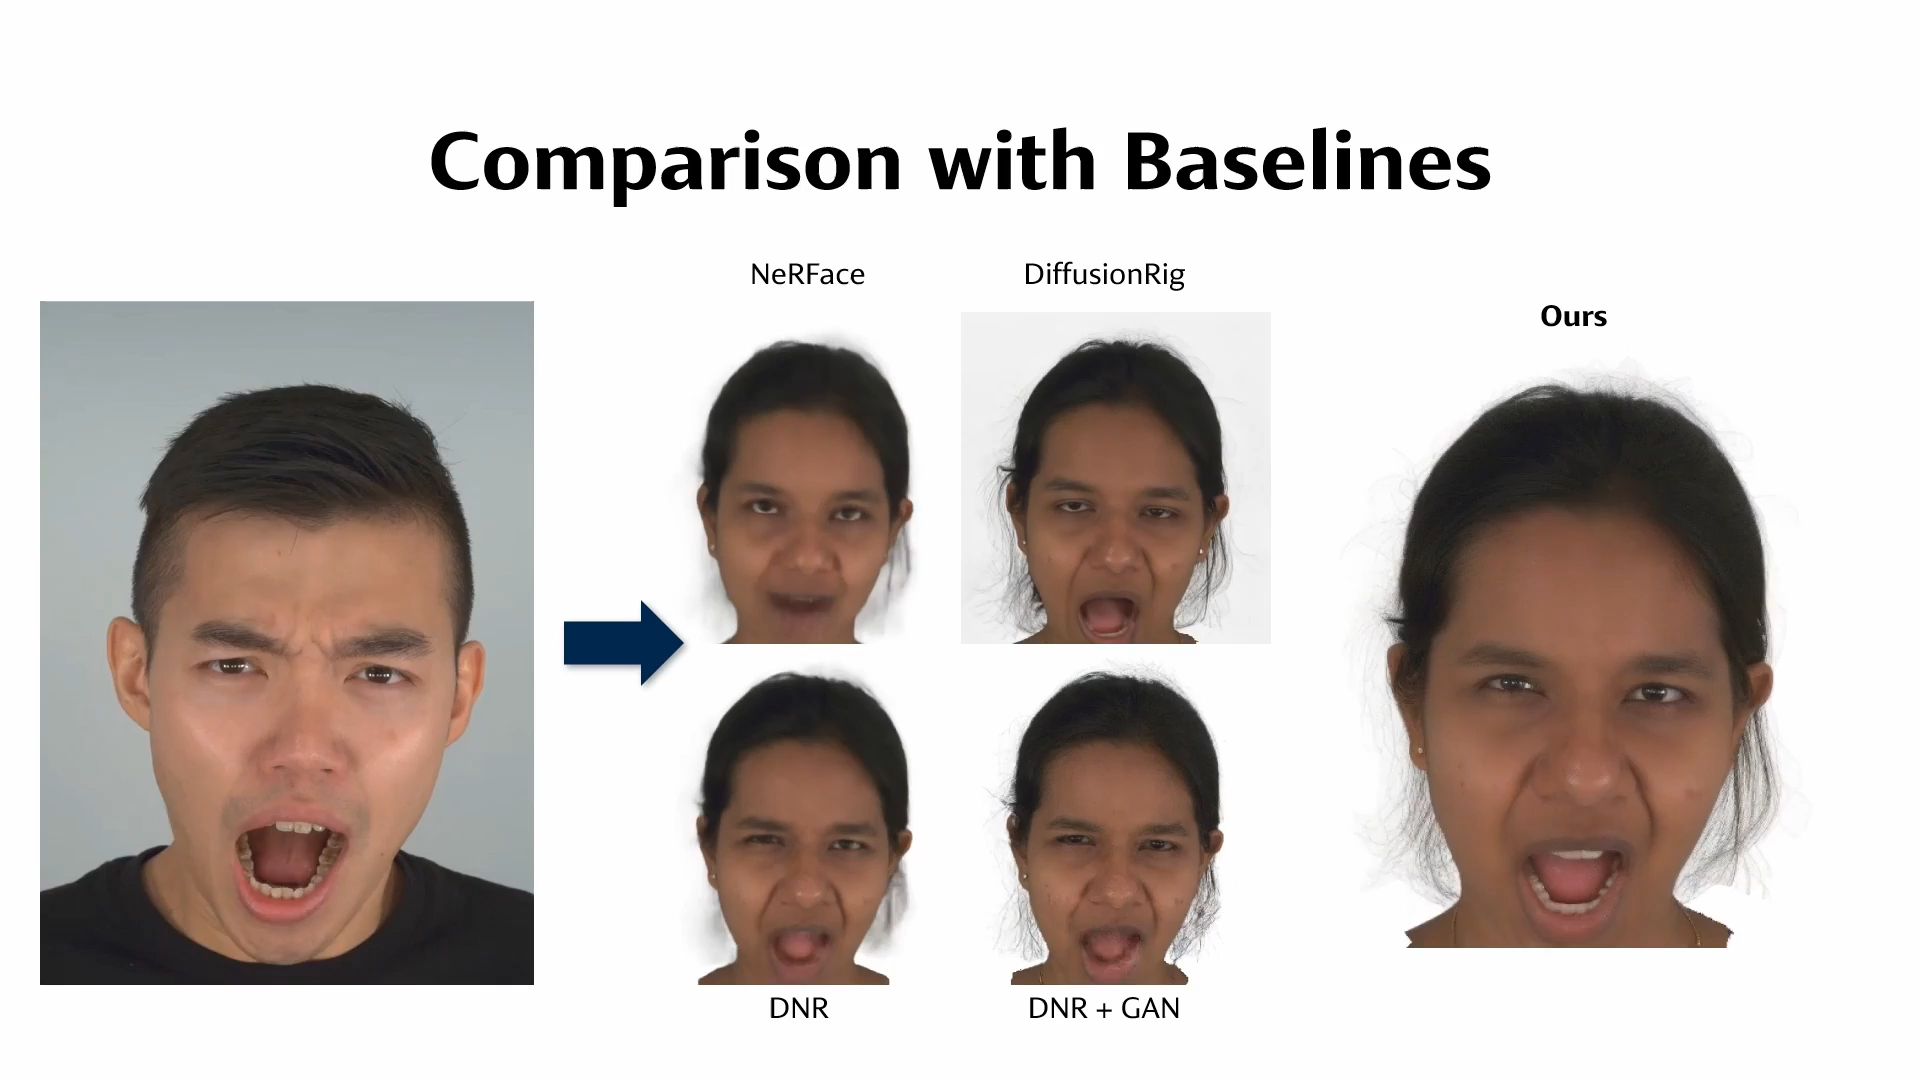 Comparison with Baselines
NeRFace
DiffusionRig
Ours
DNR
DNR + GAN